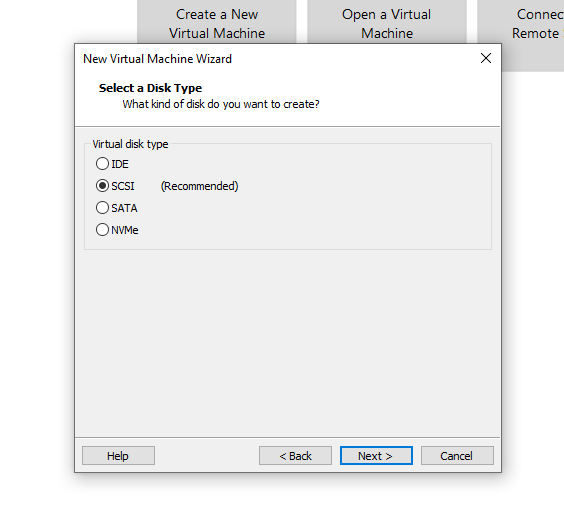 Create a New
Virtual Machine
Open a Virtual
Machine
Connec
Remote
New Virtual Machine Wizard
Select a Disk Type
What kind of disk do you want to create?
Virtual disk type
IDE
SCSI (Recommended)
SATA
NVMe
Help
< Back
Next >
Cancel